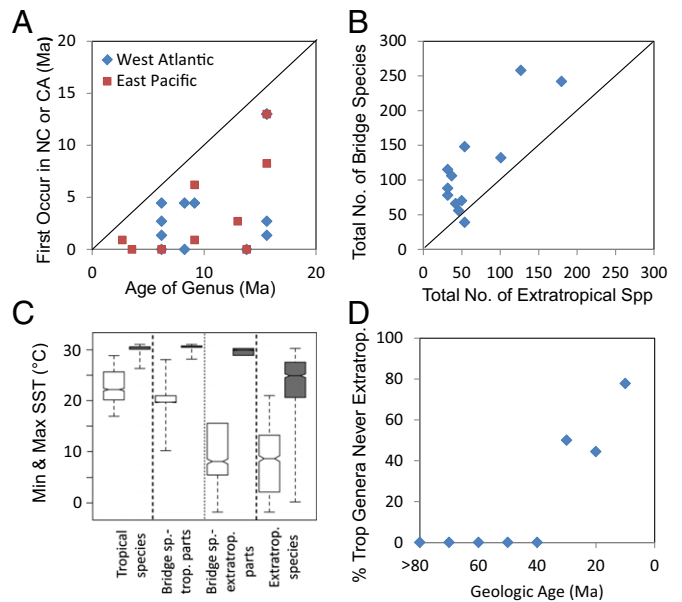 A
First Occur in NC or CA (Ma)
20
15
10
5
0
West Atlantic
East Pacific
0
10
20
Age of Genus (Ma)
B
Total No. of Bridge Species
300
250
200
150
100
50
0
0
50
100
150
200
250
300
Total No. of Extratropical Spp
C
Min & Max SST (°C)
30
20
10
0
Tropical
species
Bridge sp.-
trop. parts
Bridge sp.-
extratrop.
parts
Extratrop.
species
D
% Trop Genera Never Extratrop.
100
80
60
40
20
0
>80
60
40
20
0
Geologic Age (Ma)